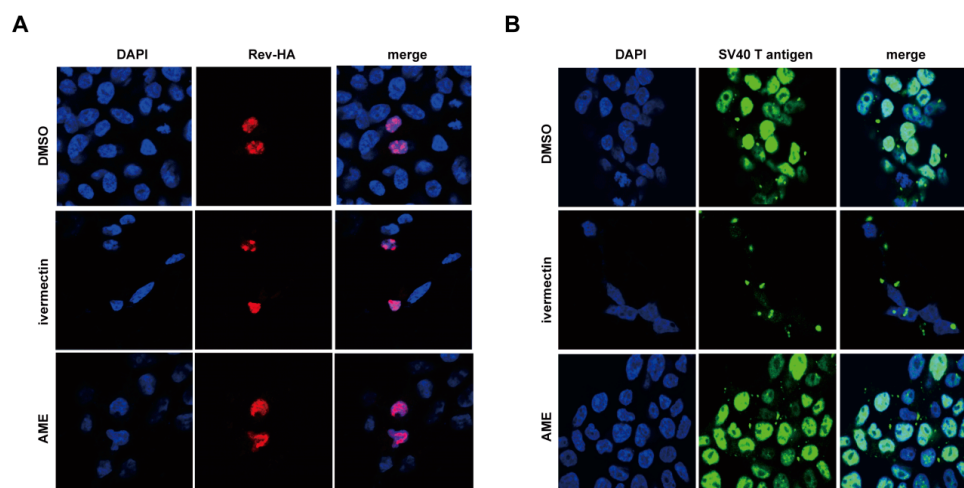 A
DAPI Rev-HA merge
DMSO
ivermectin
AME
B
DAPI SV40 T antigen merge
DMSO
ivermectin
AME